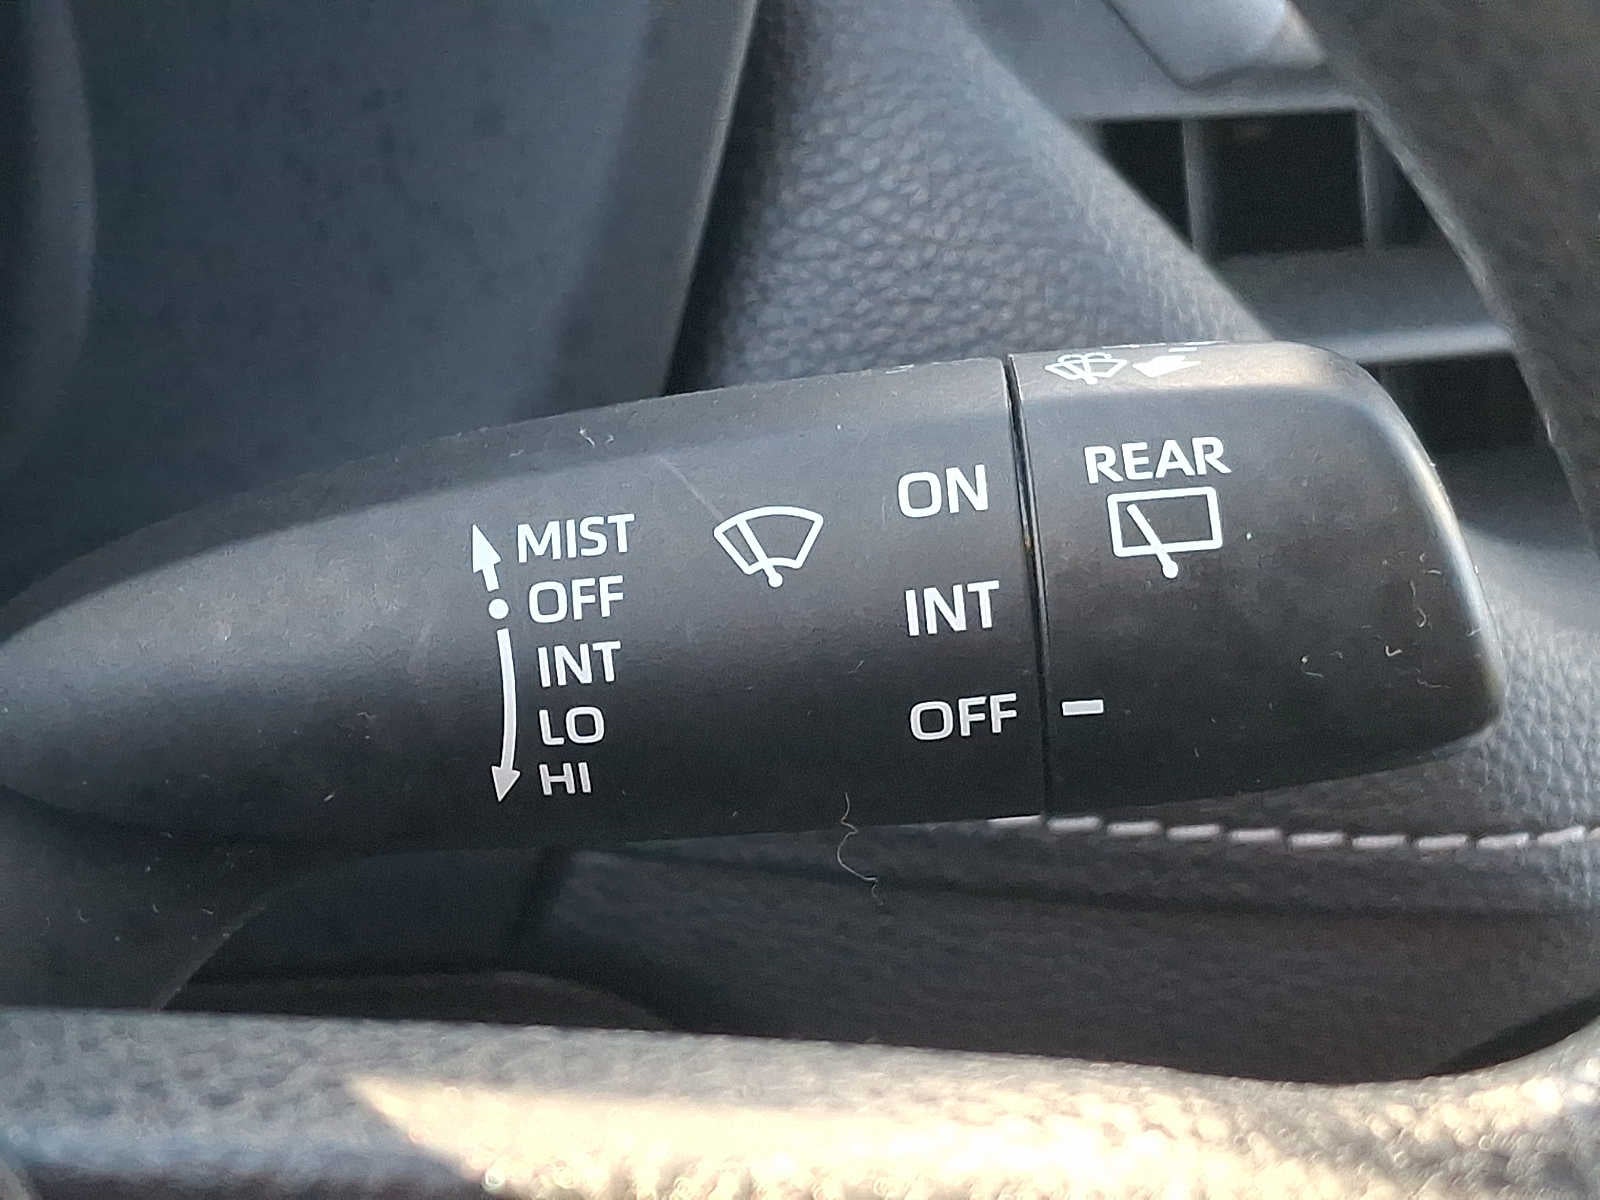 MIST
OFF
INT
LO
HI
ON
INT
OFF
REAR